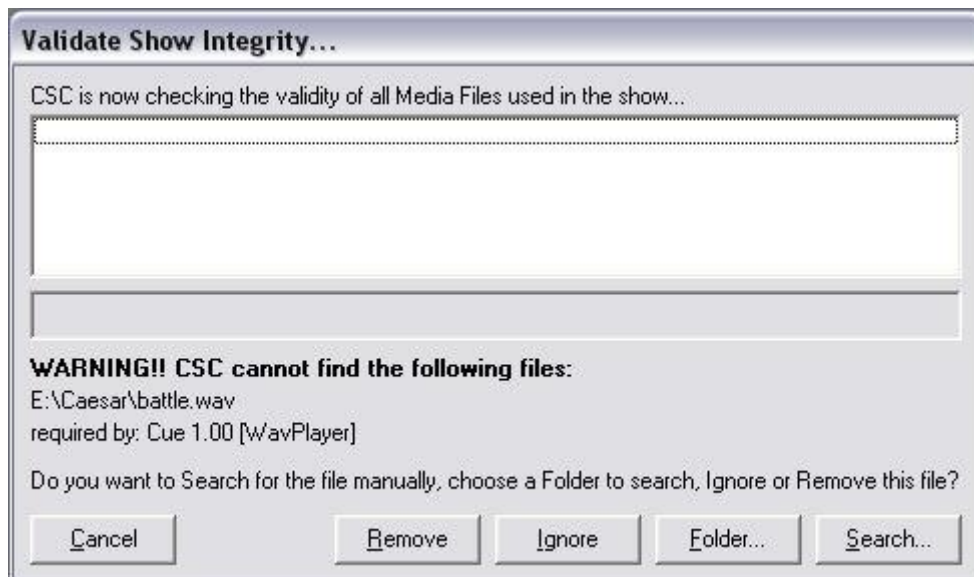 Validate Show Integrity...
CSC is now checking the validity of all Media Files used in the show...
WARNING!! CSC cannot find the following files:
E:\Caesar\battle.wav
required by: Cue 1.00 [WavPlayer]
Do you want to Search for the file manually, choose a Folder to search, Ignore or Remove this file?
Cancel Remove Ignore Folder... Search...